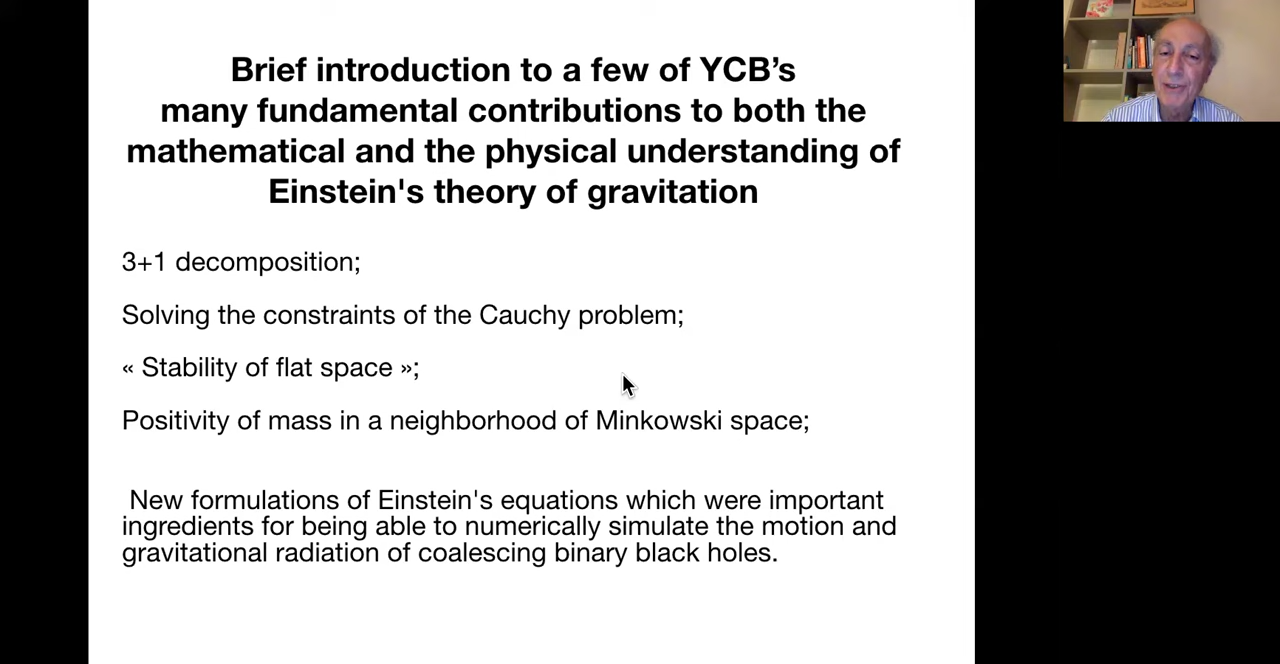 Brief introduction to a few of YCB’s
many fundamental contributions to both the
mathematical and the physical understanding of
Einstein's theory of gravitation
3+1 decomposition;
Solving the constraints of the Cauchy problem;
« Stability of flat space »;
Positivity of mass in a neighborhood of Minkowski space;
New formulations of Einstein's equations which were important
ingredients for being able to numerically simulate the motion and
gravitational radiation of coalescing binary black holes.